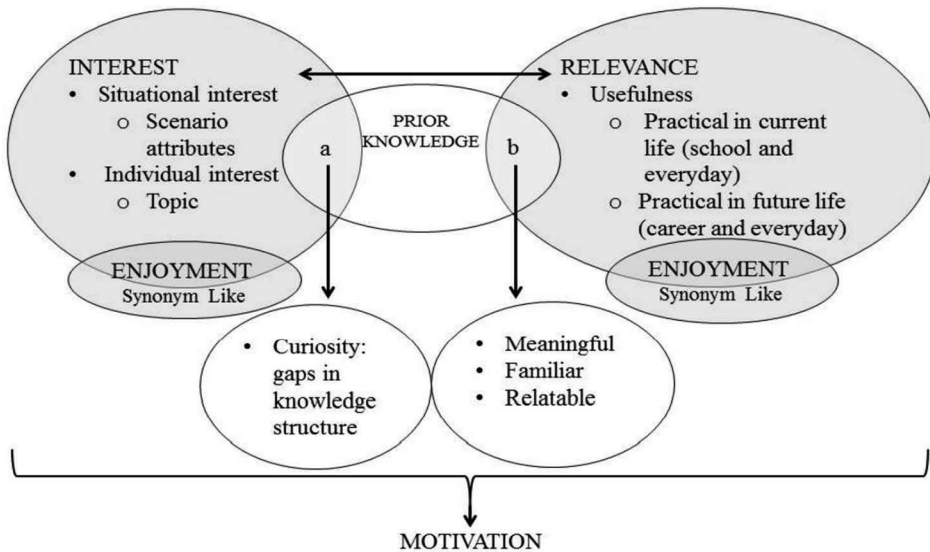 INTEREST
• Situational interest
o Scenario
attributes
• Individual interest
o Topic
ENJOYMENT
Synonym Like
PRIOR
KNOWLEDGE
a
b
RELEVANCE
• Usefulness
o Practical in current
life (school and
everyday)
o Practical in future life
(career and everyday)
ENJOYMENT
Synonym Like
• Curiosity:
gaps in
knowledge
structure
• Meaningful
• Familiar
• Relatable
MOTIVATION